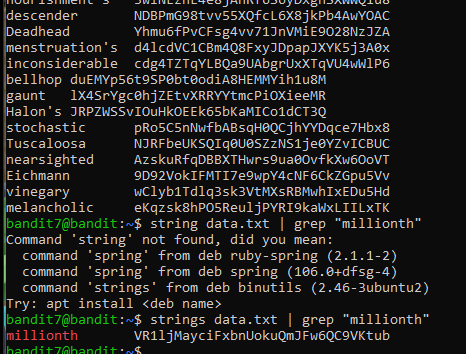 descender      NDBPmG98tvv55XQfcL6X8jkPb4AwYOAC
Deadhead       Yhmu6fPvCFsg4vv71JnVMiE9O28NzJZA
menstruation's d4lcdVC1CBm4Q8FxyJDpapJXYK5j3A0x
inconsiderable cdg4TZTqYLBQa9UAbgrUxXTqVU4wWlP6
bellhop duEMYp56t9SP0bt0odiA8HEMMYih1u8M
gaunt   lX4SrYgc0hjZEtvXRRYYtmcPiOXieeMR
Halon's JRPZWSSvIOuHkOEEk65bKaMICo1dCT3Q
stochastic     pRo5C5nNwfbABsqH0QCjhYYDqce7Hbx8
Tuscaloosa     NJRFbeUKSQIq0U0SZzNS1je0YZvICBUC
nearsighted    AzskuRfqDBBXTHwrs9ua0OvfkXw6OoVT
Eichmann       9D92VokIFMTI7e9wpY4cNF6CkZGpu5Vv
vinegary       wClyb1Tdlq3sk3VtMXsRBMwhIxEDu5Hd
melancholic    eKqzsk8hPO5ReuljPYRI9kaWxLIILxTK
bandit7@bandit:~$ string data.txt | grep "millionth"
Command 'string' not found, did you mean:
  command 'spring' from deb ruby-spring (2.1.1-2)
  command 'spring' from deb spring (106.0+dfsg-4)
  command 'strings' from deb binutils (2.46-3ubuntu2)
Try: apt install <deb name>
bandit7@bandit:~$ strings data.txt | grep "millionth"
millionth      VR1ljMayciFxbnUokuQmJFw6QC9VKtub
bandit7@bandit:~$